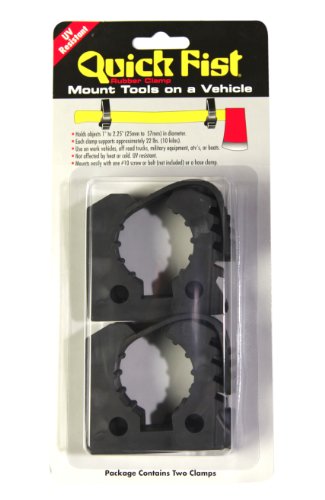 UV
Resistant
Quick Fist®
Rubber Clamp
Mount Tools on a Vehicle
• Holds objects 1" to 2.25" (25mm to 57mm) in diameter.
• Each clamp supports approximately 22 lbs. (10 kilos).
• Use on work vehicles, off road trucks, military equipment, atv's, or boats.
• Not affected by heat or cold. UV resistant.
• Mounts easily with one #10 screw or bolt (not included) or a hose clamp.
Package Contains Two Clamps